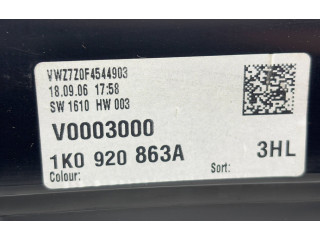 VWZ7Z0F4544903
18.09.06 17:58
SW 1610 HW 003
V0003000
1K0 920 863A 3HL
Colour: Sort: